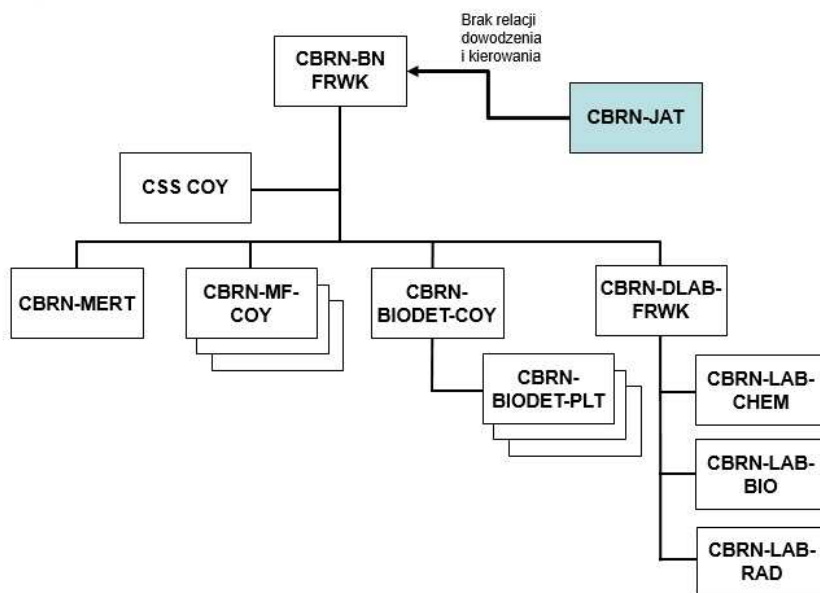 Brak relacji
dowodzenia
i kierowania
CBRN-BN
FRWK
CBRN-JAT
CSS COY
CBRN-MERT
CBRN-MF-
COY
CBRN-
BIODET-COY
CBRN-DLAB-
FRWK
CBRN-
BIODET-PLT
CBRN-LAB-
CHEM
CBRN-LAB-
BIO
CBRN-LAB-
RAD